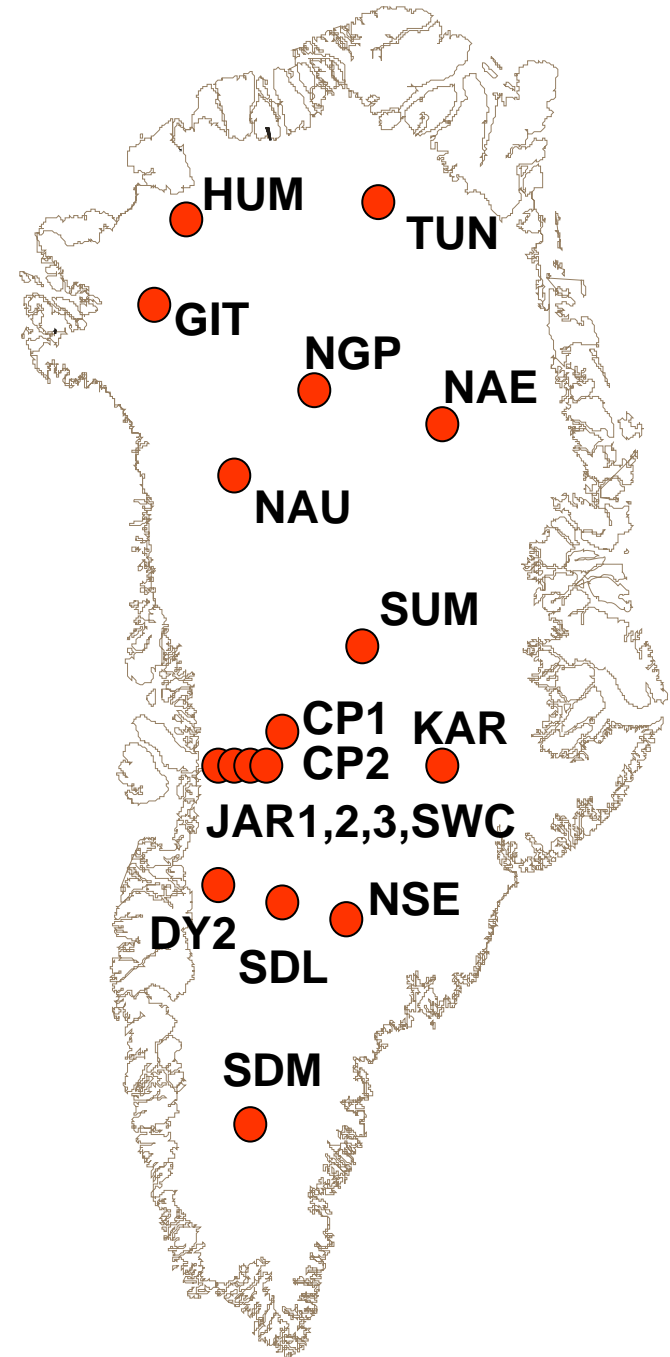 HUM
TUN
GIT
NGP
NAE
NAU
SUM
CP1
KAR
CP2
JAR1,2,3,SWC
NSE
DY2
SDL
SDM